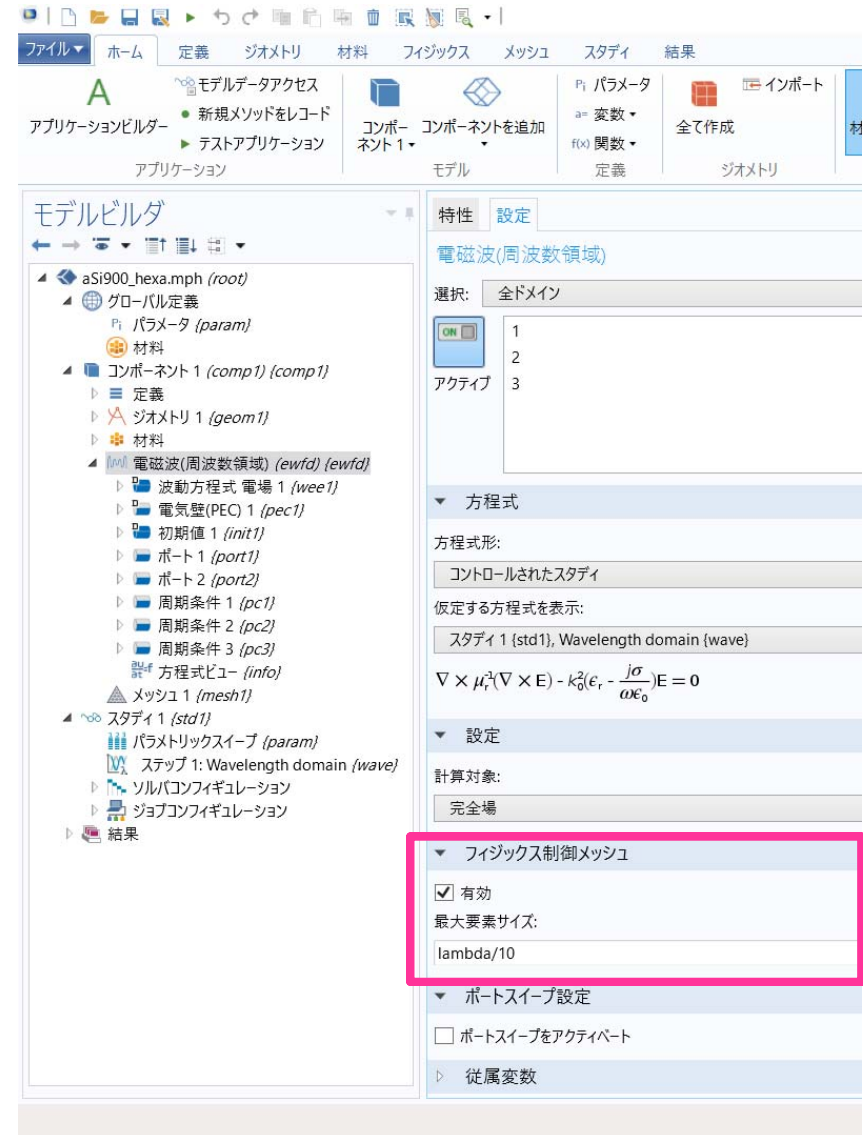 ファイル ホーム 定義 ジオメトリ 材料 フィジックス メッシュ スタディ 結果
A
アプリケーションビルダー
モデルデータアクセス
新規メソッドをレコード
テストアプリケーション
アプリケーション
コンポー
ネント 1
コンポーネントを追加
モデル
Pi パラメータ
a= 変数
f(x) 関数
定義
全て作成
インポート
ジオメトリ
材
モデルビルダ
aSi900_hexa.mph (root)
グローバル定義
Pi パラメータ {param}
材料
コンポーネント 1 (comp1) {comp1}
定義
ジオメトリ 1 {geom1}
材料
電磁波(周波数領域) (ewfd) {ewfd}
波動方程式 電場 1 {wee1}
電気壁(PEC) 1 {pec1}
初期値 1 {init1}
ポート 1 {port1}
ポート 2 {port2}
周期条件 1 {pc1}
周期条件 2 {pc2}
周期条件 3 {pc3}
方程式ビュー {info}
メッシュ 1 {mesh1}
スタディ 1 {std1}
パラメトリックスイープ {param}
ステップ 1: Wavelength domain {wave}
ソルバコンフィギュレーション
ジョブコンフィギュレーション
結果
特性 設定
電磁波(周波数領域)
選択: 全ドメイン
ON
アクティブ
1
2
3
方程式
方程式形:
コントロールされたスタディ
仮定する方程式を表示:
スタディ 1 {std1}, Wavelength domain {wave}
∇ × μr⁻¹(∇ × E) - k₀²(ϵr - jσ/ωϵ₀)E = 0
設定
計算対象:
完全場
フィジックス制御メッシュ
有効
最大要素サイズ:
lambda/10
ポートスイープ設定
ポートスイープをアクティベート
従属変数